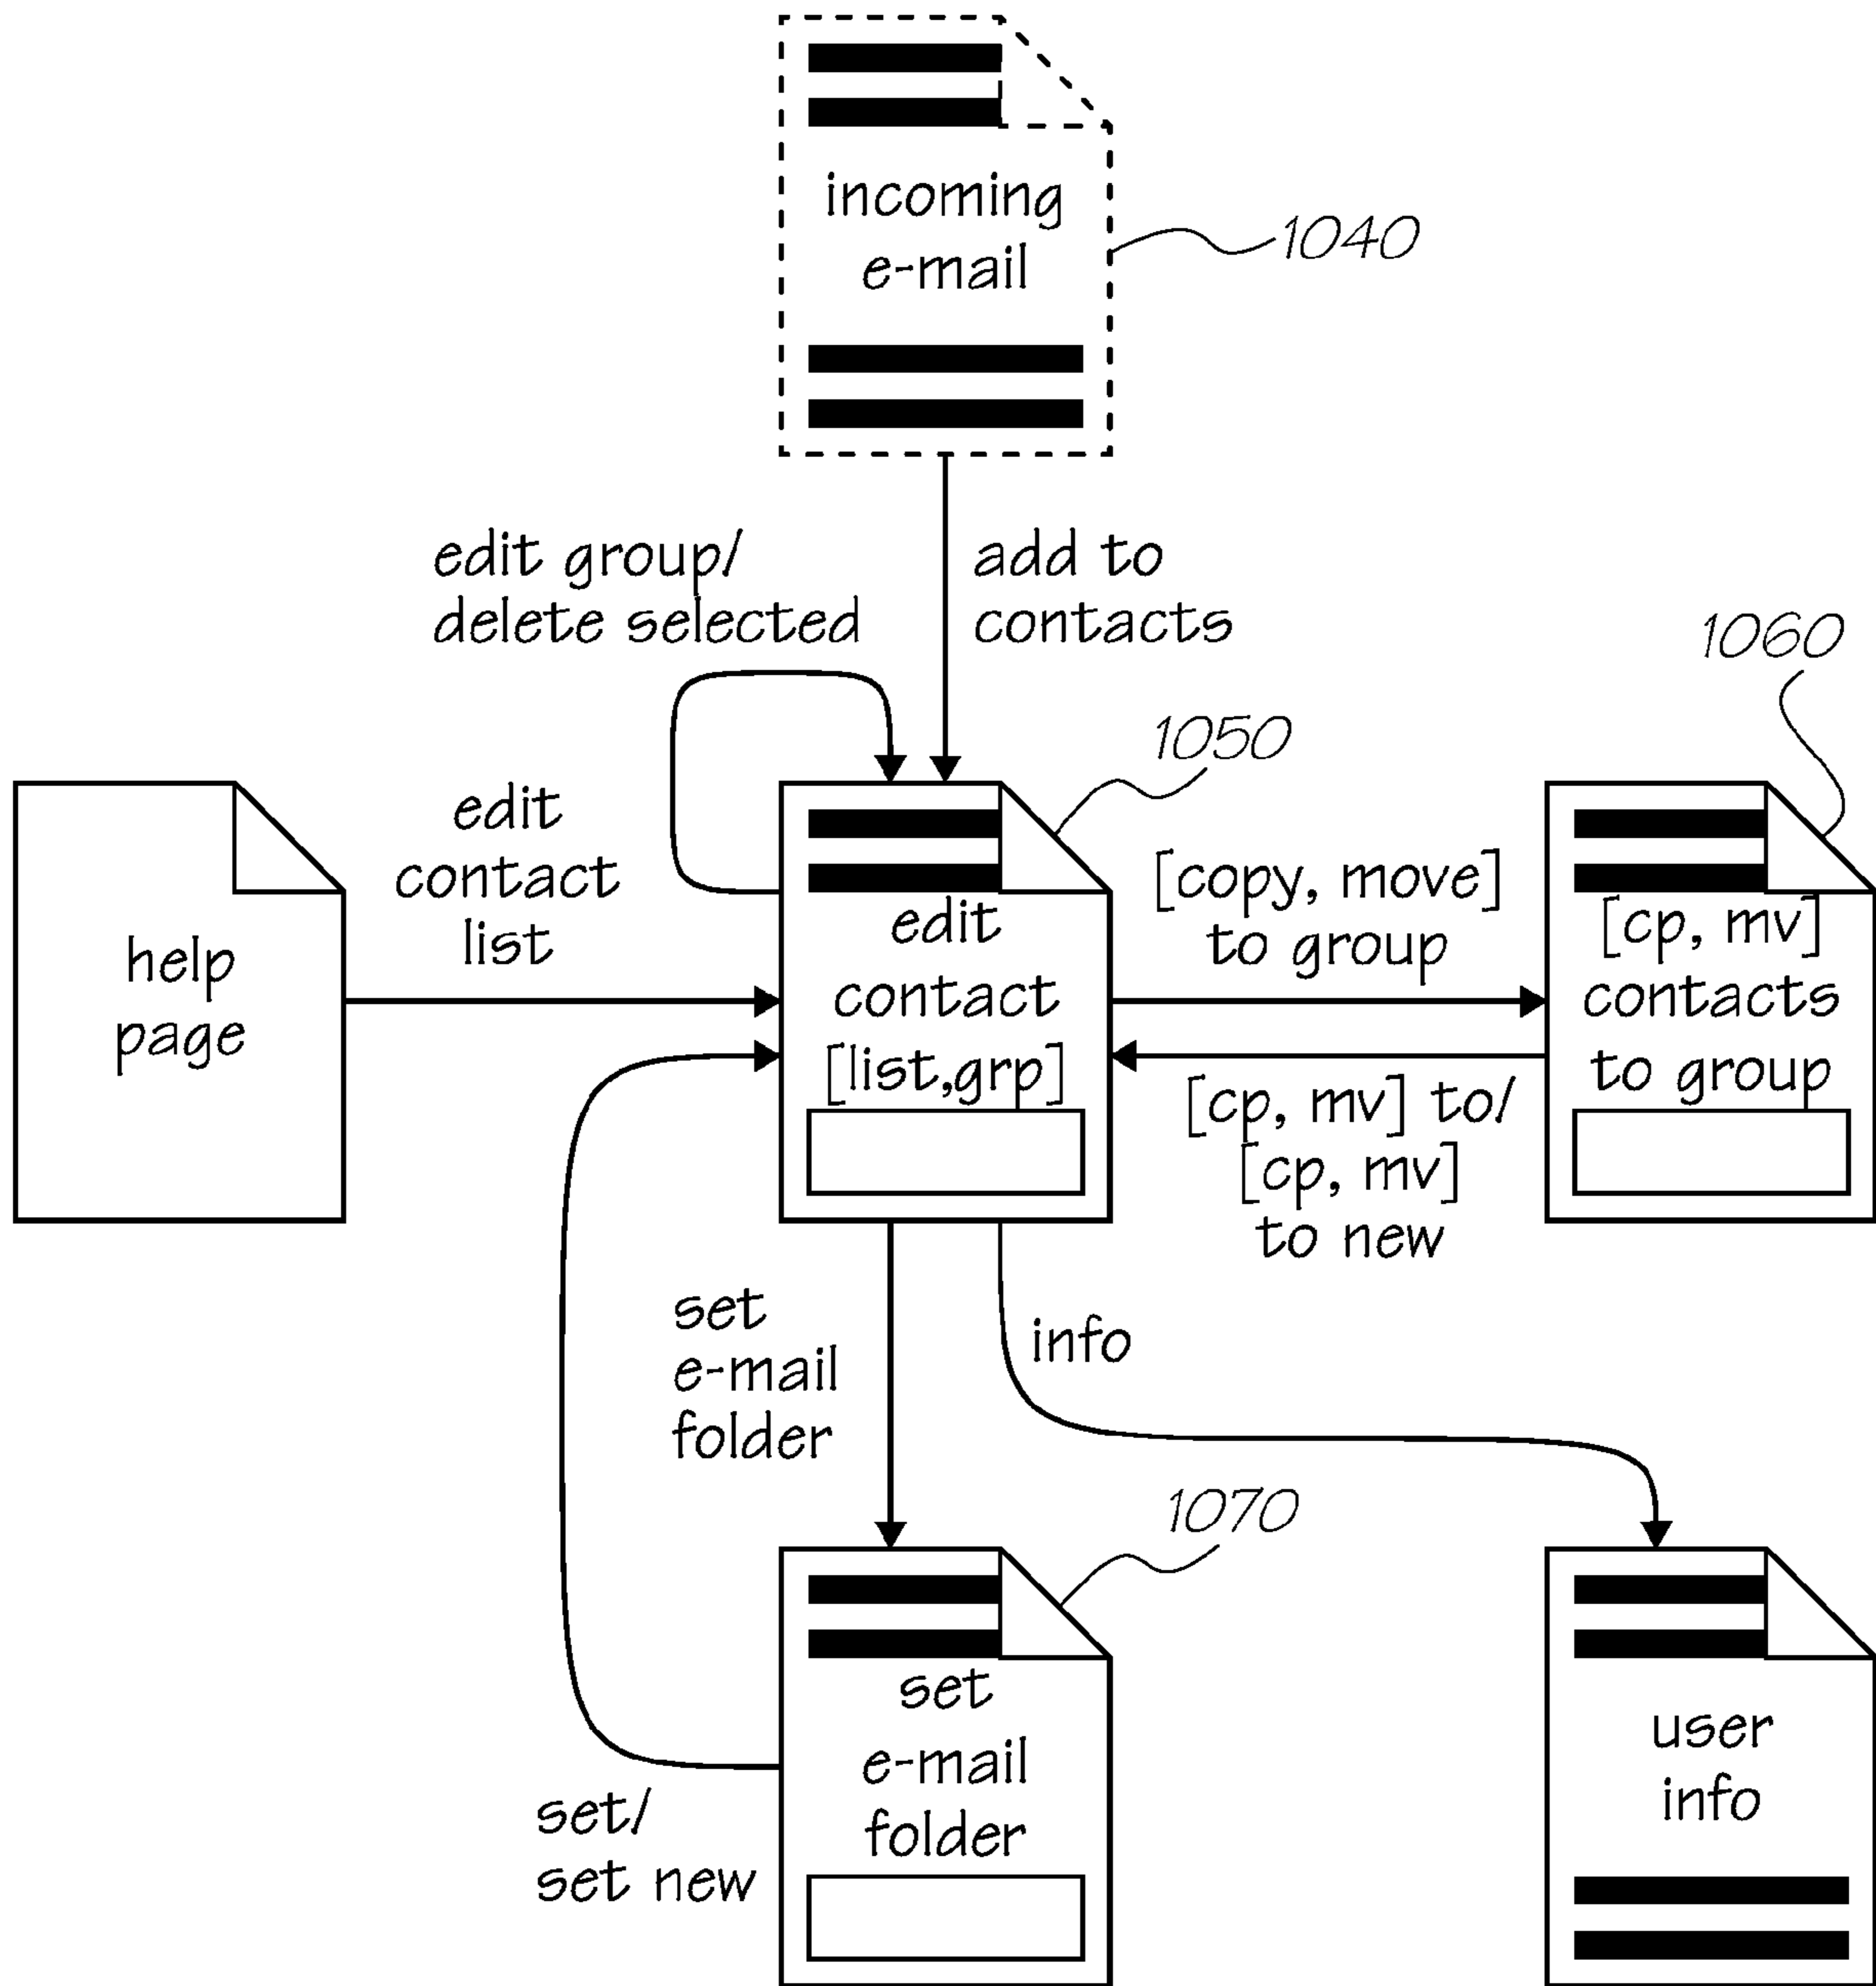 incoming
e-mail
1040
edit group/
delete selected
add to
contacts
1060
1050
edit
contact
list
help
page
edit
contact
[list,grp]
[copy, move]
to group
[cp, mv]
contacts
to group
[cp, mv] to/
[cp, mv]
to new
set
e-mail
folder
info
1070
set/
set new
set
e-mail
folder
user
info